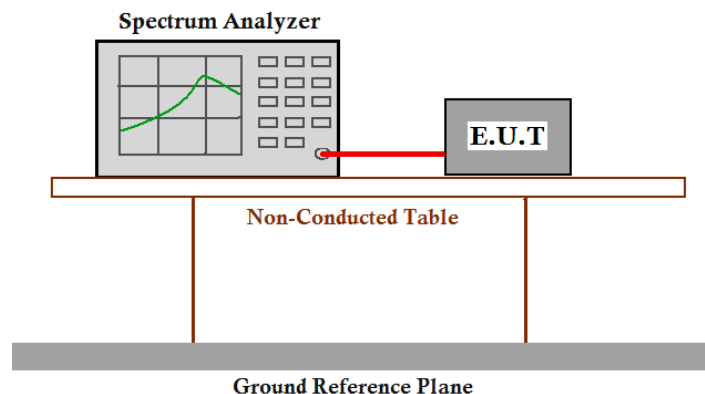 Spectrum Analyzer
E.U.T
Non-Conducted Table
Ground Reference Plane